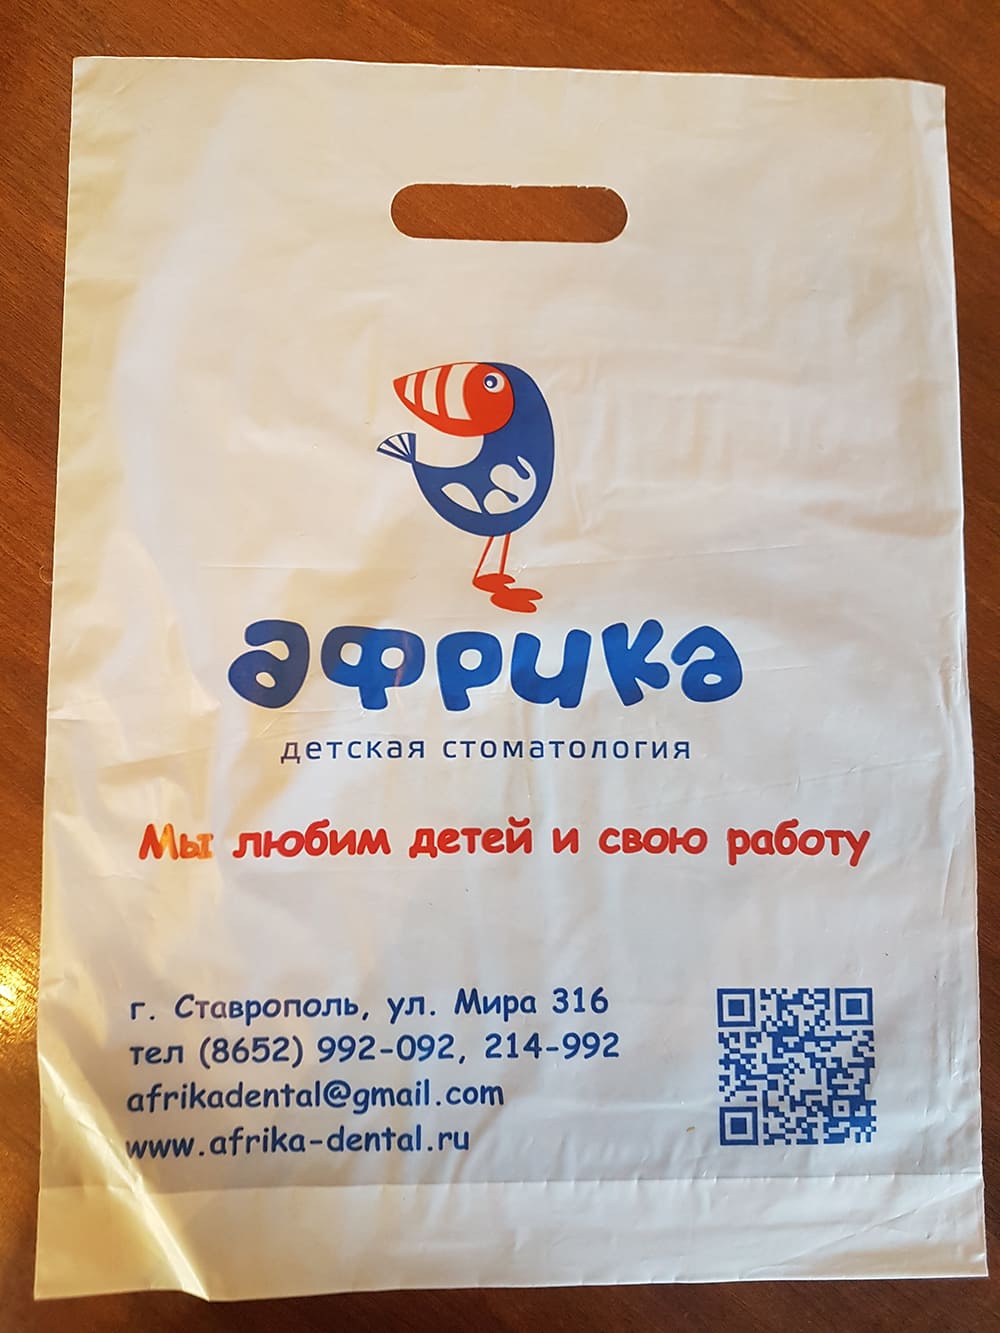 африка
детская стоматология
Мы любим детей и свою работу
г. Ставрополь, ул. Мира 316
тел (8652) 992-092, 214-992
afrikadental@gmail.com
www.afrika-dental.ru